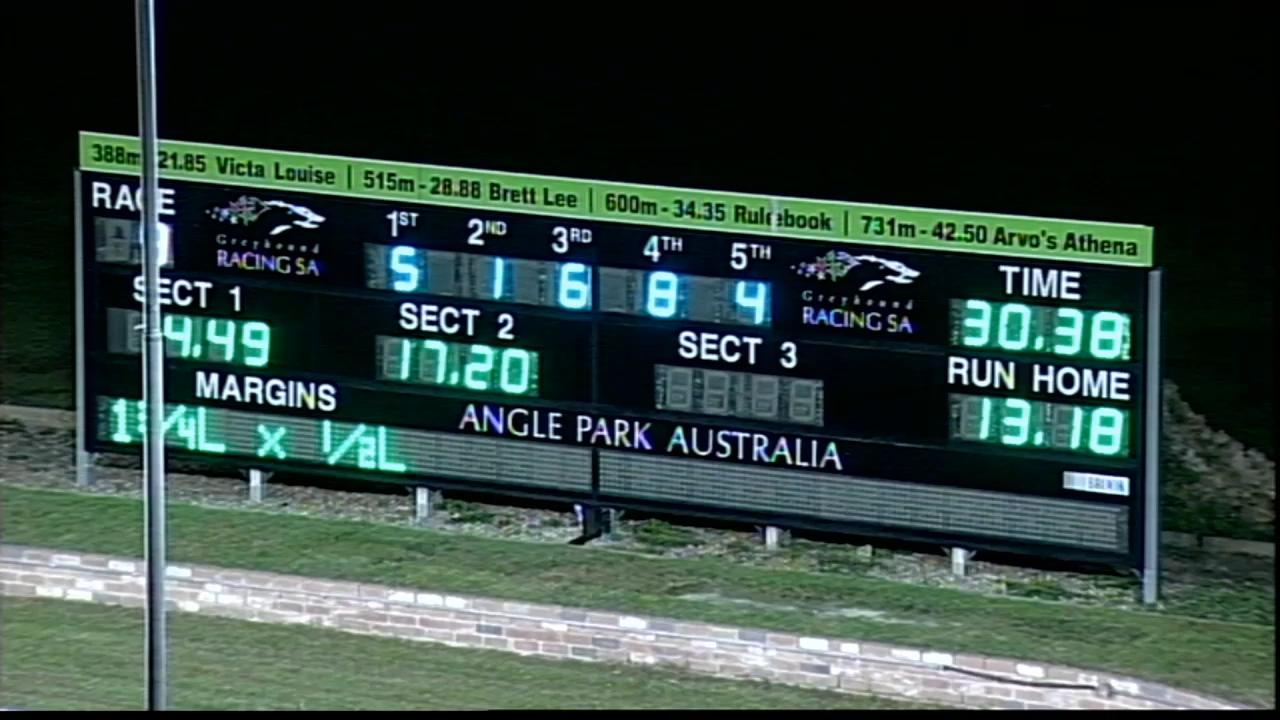 388m 21.85 Victa Louise | 515m - 28.88 Brett Lee | 600m - 34.35 Rulebook | 731m - 42.50 Arvo's Athena
RACE
Greyhound
RACING SA
1ST 2ND 3RD 4TH 5TH
5 1 6 8 4
Greyhound
RACING SA
TIME
30.38
SECT 1
4.49
SECT 2
17.20
SECT 3
RUN HOME
13.18
MARGINS
ANGLE PARK AUSTRALIA
x 1/2L